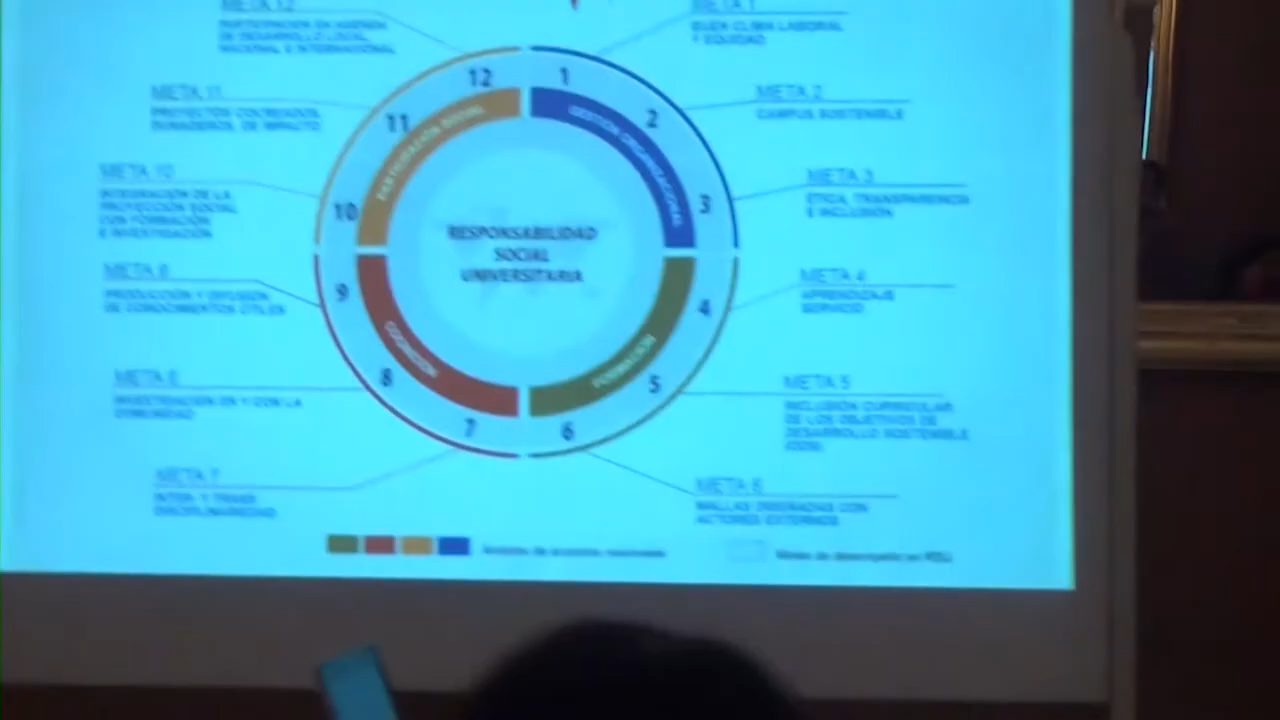 META 12
PARTICIPACIÓN EN AGENDA
DE DESARROLLO LOCAL,
NACIONAL E INTERNACIONAL
META 1
BUEN CLIMA LABORAL
Y EQUIDAD
META 11
PROYECTOS COCREADOS,
DURADEROS, DE IMPACTO
META 2
CAMPUS SOSTENIBLE
META 10
INTEGRACIÓN DE LA
PROYECCIÓN SOCIAL
CON FORMACIÓN
E INVESTIGACIÓN
META 3
ÉTICA, TRANSPARENCIA
E INCLUSIÓN
META 9
PRODUCCIÓN Y DIFUSIÓN
DE CONOCIMIENTOS ÚTILES
META 4
APRENDIZAJE
SERVICIO
META 8
INVESTIGACIÓN EN Y CON LA
COMUNIDAD
META 5
INCLUSIÓN CURRICULAR
DE LOS OBJETIVOS DE
DESARROLLO SOSTENIBLE
(ODS)
META 7
INTER- Y TRANS-
DISCIPLINARIEDAD
META 6
MALLAS DISEÑADAS CON
ACTORES EXTERNOS
12
1
11
2
10
3
9
4
8
5
7
6
PARTICIPACIÓN SOCIAL
GESTIÓN ORGANIZACIONAL
COGNICIÓN
FORMACIÓN
RESPONSABILIDAD
SOCIAL
UNIVERSITARIA